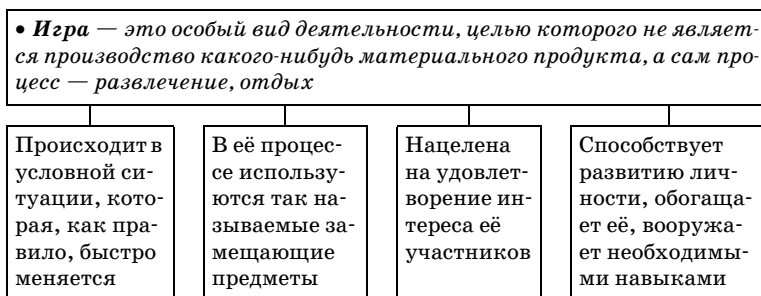 • Игра — это особый вид деятельности, целью которого не являет-
ся производство какого-нибудь материального продукта, а сам про-
цесс — развлечение, отдых
Происходит в
условной си-
туации, кото-
рая, как пра-
вило, быстро
меняется
В её процес-
се использу-
ются так на-
зываемые за-
мещающие
предметы
Нацелена
на удовлет-
ворение ин-
тереса её
участников
Способствует
развитию лич-
ности, обогаща-
ет её, вооружа-
ет необходимы-
ми навыками